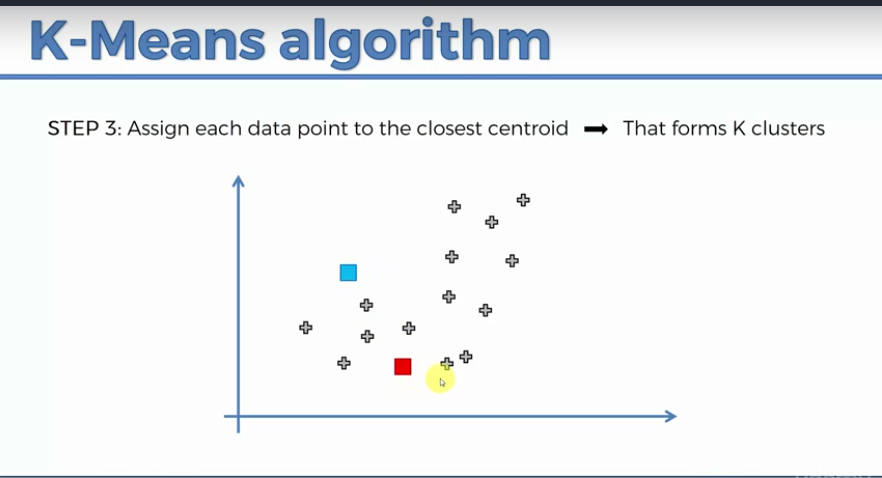 K-Means algorithm
STEP 3: Assign each data point to the closest centroid ➡ That forms K clusters